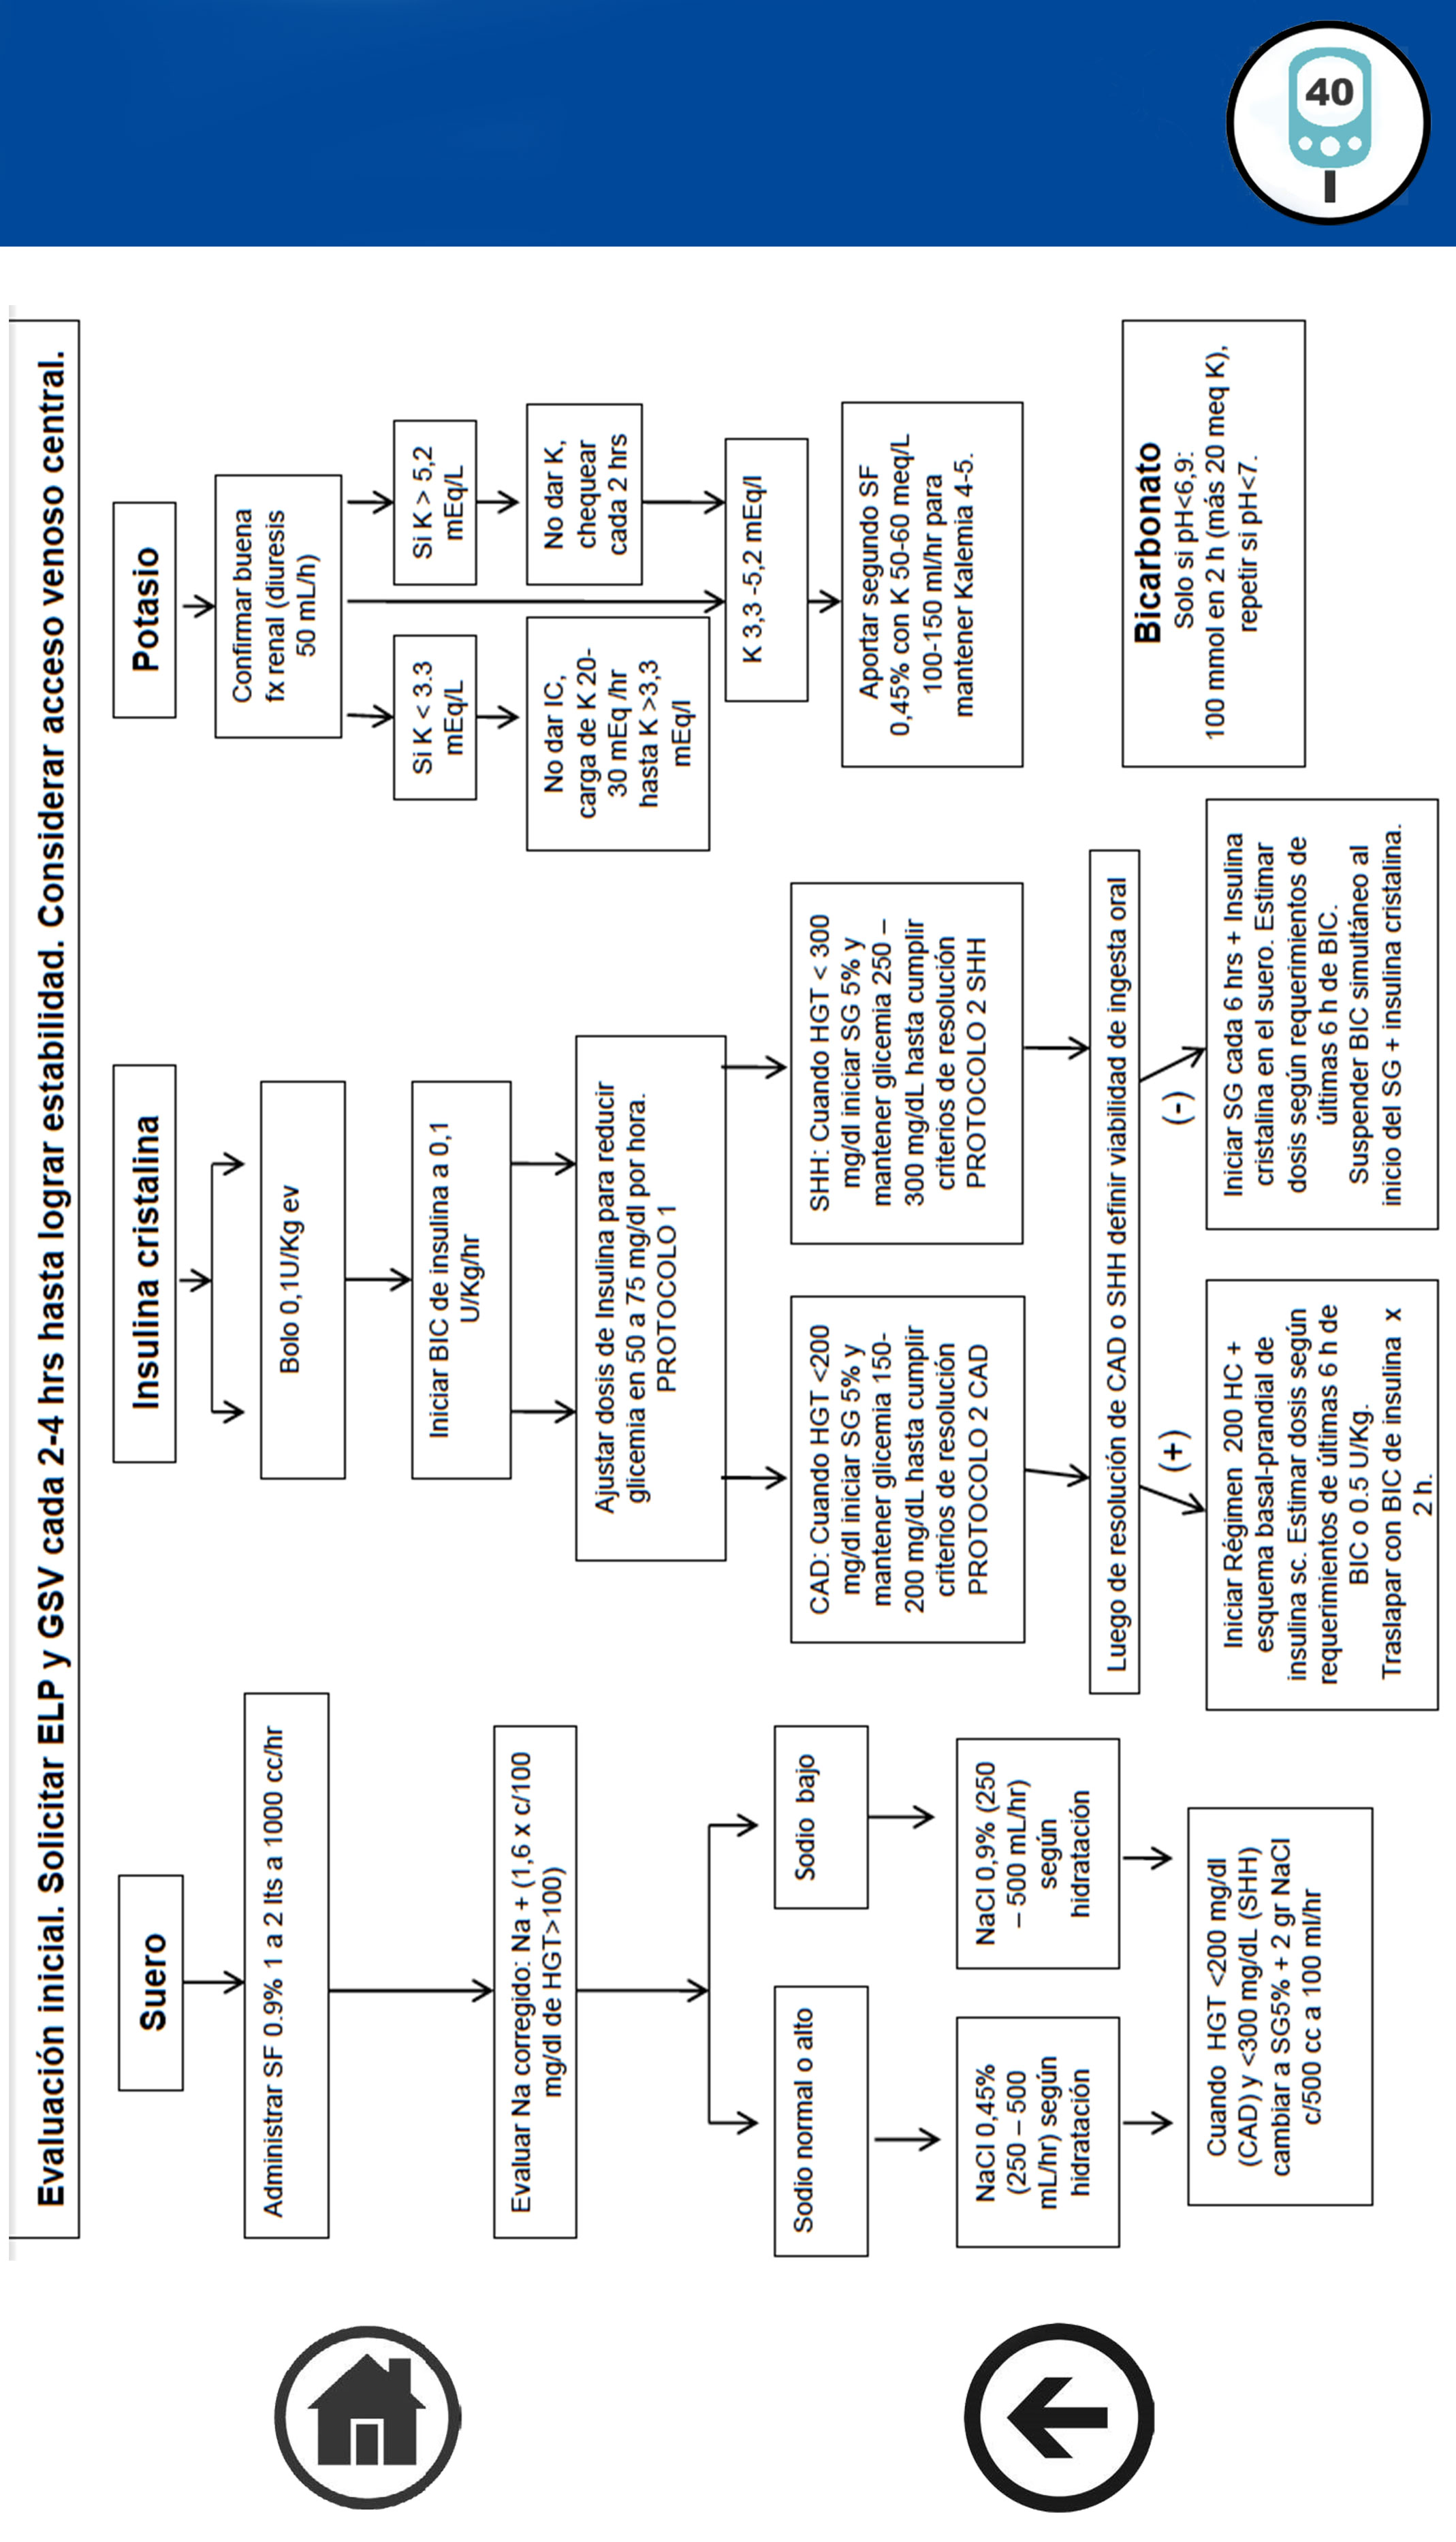 Evaluación inicial. Solicitar ELP y GSV cada 2-4 hrs hasta lograr estabilidad. Considerar acceso venoso central.
Suero
Administrar SF 0.9% 1 a 2 lts a 1000 cc/hr
Evaluar Na corregido: Na + (1,6 x c/100
mg/dl de HGT>100)
Sodio normal o alto
NaCl 0,45%
(250 – 500
mL/hr) según
hidratación
Sodio bajo
NaCl 0,9% (250
– 500 mL/hr)
según
hidratación
Cuando HGT <200 mg/dl
(CAD) y <300 mg/dL (SHH)
cambiar a SG5% + 2 gr NaCl
c/500 cc a 100 ml/hr
Insulina cristalina
Bolo 0,1U/Kg ev
Iniciar BIC de insulina a 0,1
U/Kg/hr
Ajustar dosis de Insulina para reducir
glicemia en 50 a 75 mg/dl por hora.
PROTOCOLO 1
CAD: Cuando HGT <200
mg/dl iniciar SG 5% y
mantener glicemia 150-
200 mg/dL hasta cumplir
criterios de resolución
PROTOCOLO 2 CAD
SHH: Cuando HGT < 300
mg/dl iniciar SG 5% y
mantener glicemia 250 –
300 mg/dL hasta cumplir
criterios de resolución
PROTOCOLO 2 SHH
Luego de resolución de CAD o SHH definir viabilidad de ingesta oral
(+)
(-)
Iniciar Régimen 200 HC +
esquema basal-prandial de
insulina sc. Estimar dosis según
requerimientos de últimas 6 h de
BIC o 0.5 U/Kg.
Traslapar con BIC de insulina x
2 h.
Iniciar SG cada 6 hrs + Insulina
cristalina en el suero. Estimar
dosis según requerimientos de
últimas 6 h de BIC.
Suspender BIC simultáneo al
inicio del SG + insulina cristalina.
Potasio
Confirmar buena
fx renal (diuresis
50 mL/h)
Si K < 3.3
mEq/L
No dar IC,
carga de K 20-
30 mEq /hr
hasta K >3,3
mEq/l
Si K > 5,2
mEq/L
No dar K,
chequear
cada 2 hrs
K 3,3 -5,2 mEq/l
Aportar segundo SF
0,45% con K 50-60 meq/L
100-150 ml/hr para
mantener Kalemia 4-5.
Bicarbonato
Solo si pH<6,9:
100 mmol en 2 h (más 20 meq K),
repetir si pH<7.
40